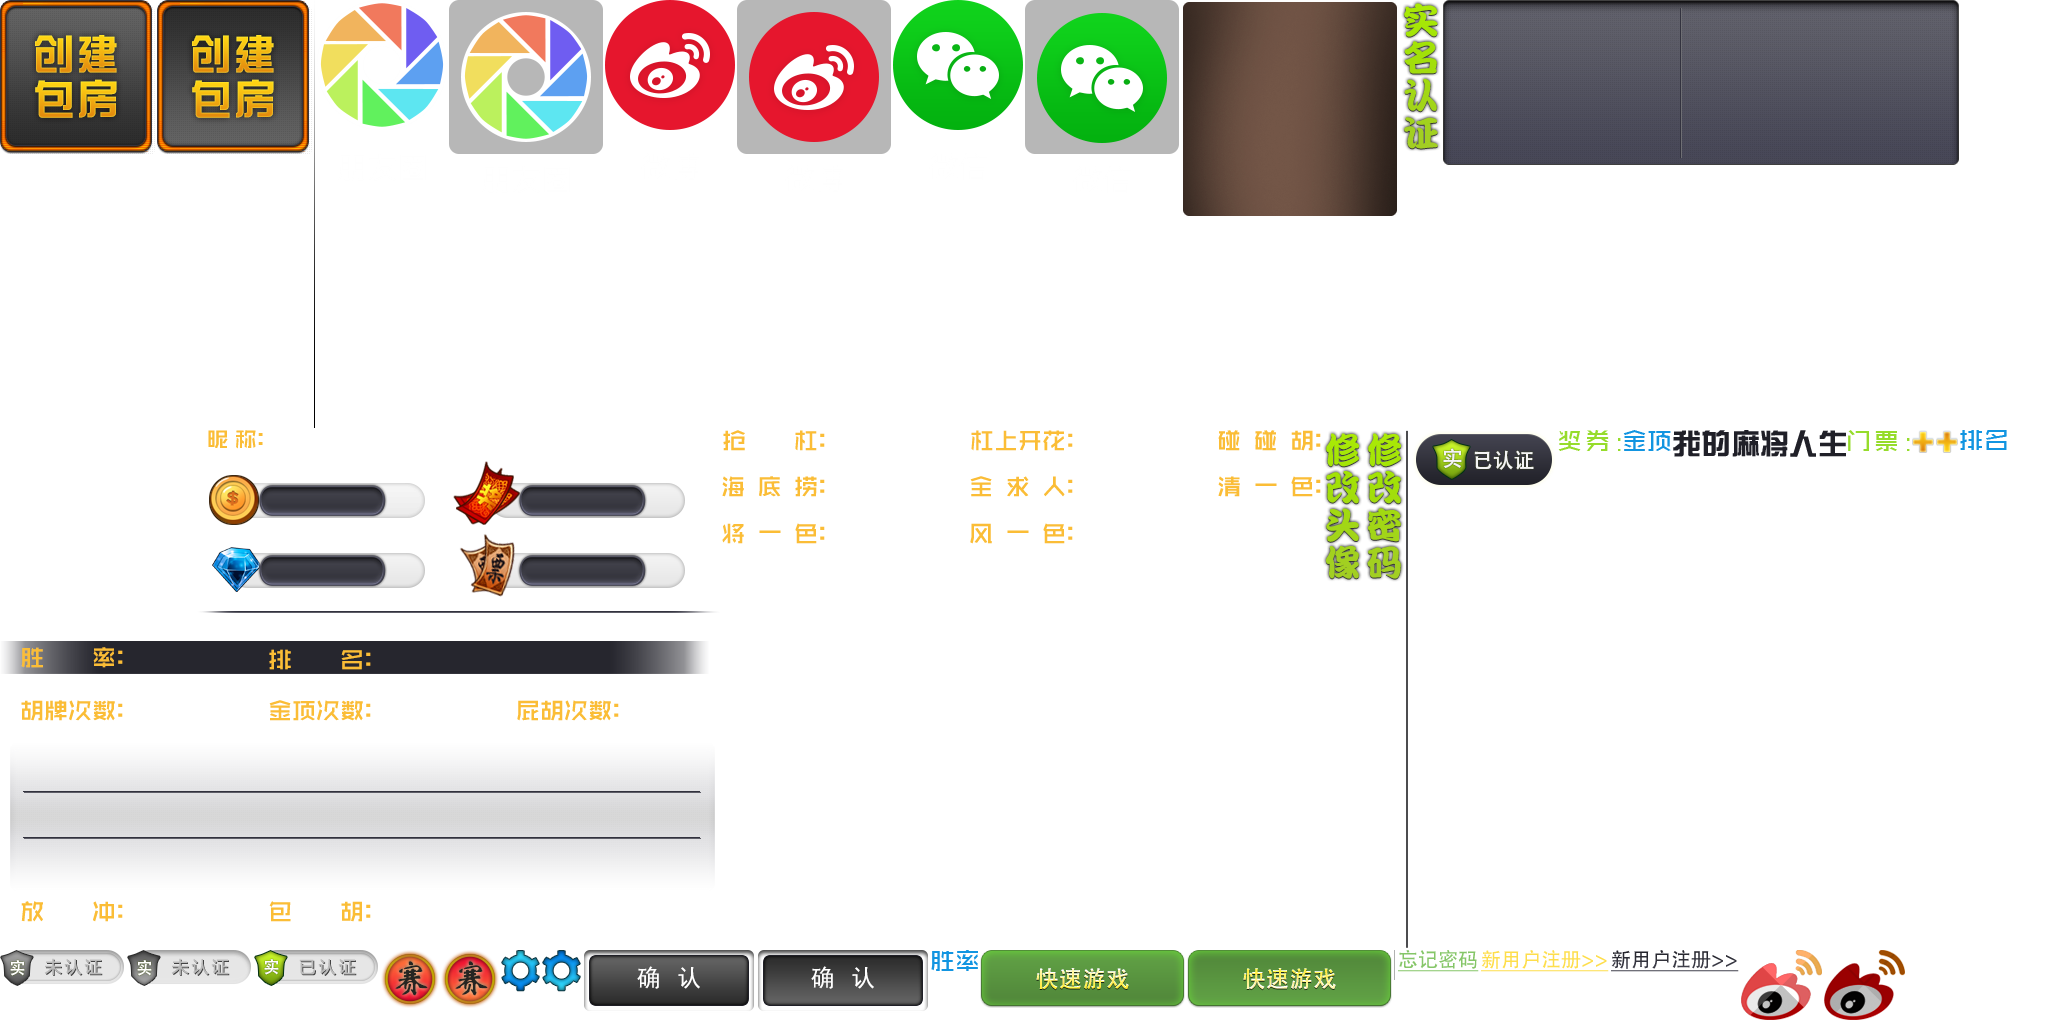 创建
包房
创建
包房
实名认证
昵称:
抢杠:
杠上开花:
碰碰胡:
海底捞:
全求人:
清一色:
将一色:
风一色:
票
修改头像
修改密码
实 已认证
奖券:
金顶
我的麻将人生
门票:
排名
胜率:
排名:
胡牌次数:
金顶次数:
屁胡次数:
放冲:
包胡:
实 未认证
实 未认证
实 已认证
赛
赛
确认
确认
胜率
快速游戏
快速游戏
忘记密码
新用户注册>>
新用户注册>>